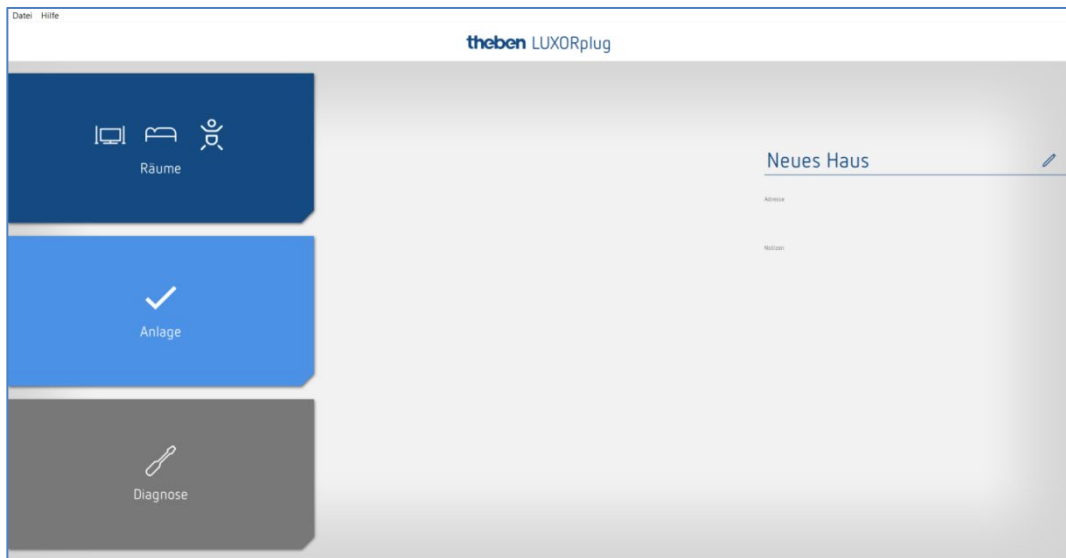 Datei Hilfe
theben LUXORplug
Räume
Neues Haus
Adresse
Notizen
Anlage
Diagnose